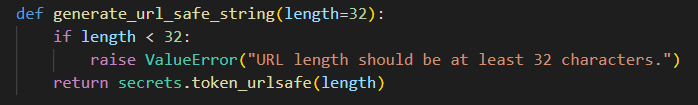 def generate_url_safe_string(length=32):
    if length < 32:
        raise ValueError("URL length should be at least 32 characters.")
    return secrets.token_urlsafe(length)